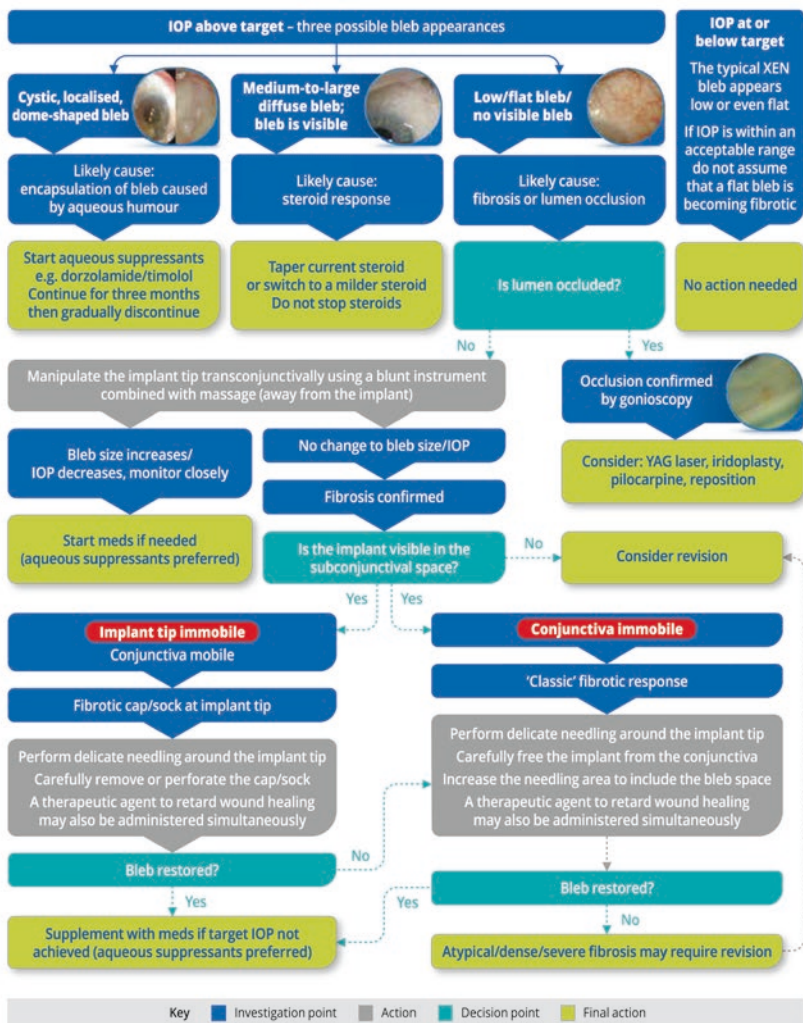 IOP above target – three possible bleb appearances
IOP at or
below target
The typical XEN
bleb appears
low or even flat
If IOP is within an
acceptable range
do not assume
that a flat bleb is
becoming fibrotic
No action needed
Cystic, localised,
dome-shaped bleb
Likely cause:
encapsulation of bleb caused
by aqueous humour
Start aqueous suppressants
e.g. dorzolamide/timolol
Continue for three months
then gradually discontinue
Medium-to-large
diffuse bleb;
bleb is visible
Likely cause:
steroid response
Taper current steroid
or switch to a milder steroid
Do not stop steroids
Low/flat bleb/
no visible bleb
Likely cause:
fibrosis or lumen occlusion
Is lumen occluded?
No
Yes
Manipulate the implant tip transconjunctivally using a blunt instrument
combined with massage (away from the implant)
Occlusion confirmed
by gonioscopy
Consider: YAG laser, iridoplasty,
pilocarpine, reposition
Bleb size increases/
IOP decreases, monitor closely
Start meds if needed
(aqueous suppressants preferred)
No change to bleb size/IOP
Fibrosis confirmed
Is the implant visible in the
subconjunctival space?
No
Consider revision
Yes
Yes
Implant tip immobile
Conjunctiva mobile
Fibrotic cap/sock at implant tip
Perform delicate needling around the implant tip
Carefully remove or perforate the cap/sock
A therapeutic agent to retard wound healing
may also be administered simultaneously
Bleb restored?
No
Yes
Supplement with meds if target IOP not
achieved (aqueous suppressants preferred)
Conjunctiva immobile
‘Classic’ fibrotic response
Perform delicate needling around the implant tip
Carefully free the implant from the conjunctiva
Increase the needling area to include the bleb space
A therapeutic agent to retard wound healing
may also be administered simultaneously
Bleb restored?
Yes
No
Atypical/dense/severe fibrosis may require revision
Key
Investigation point
Action
Decision point
Final action